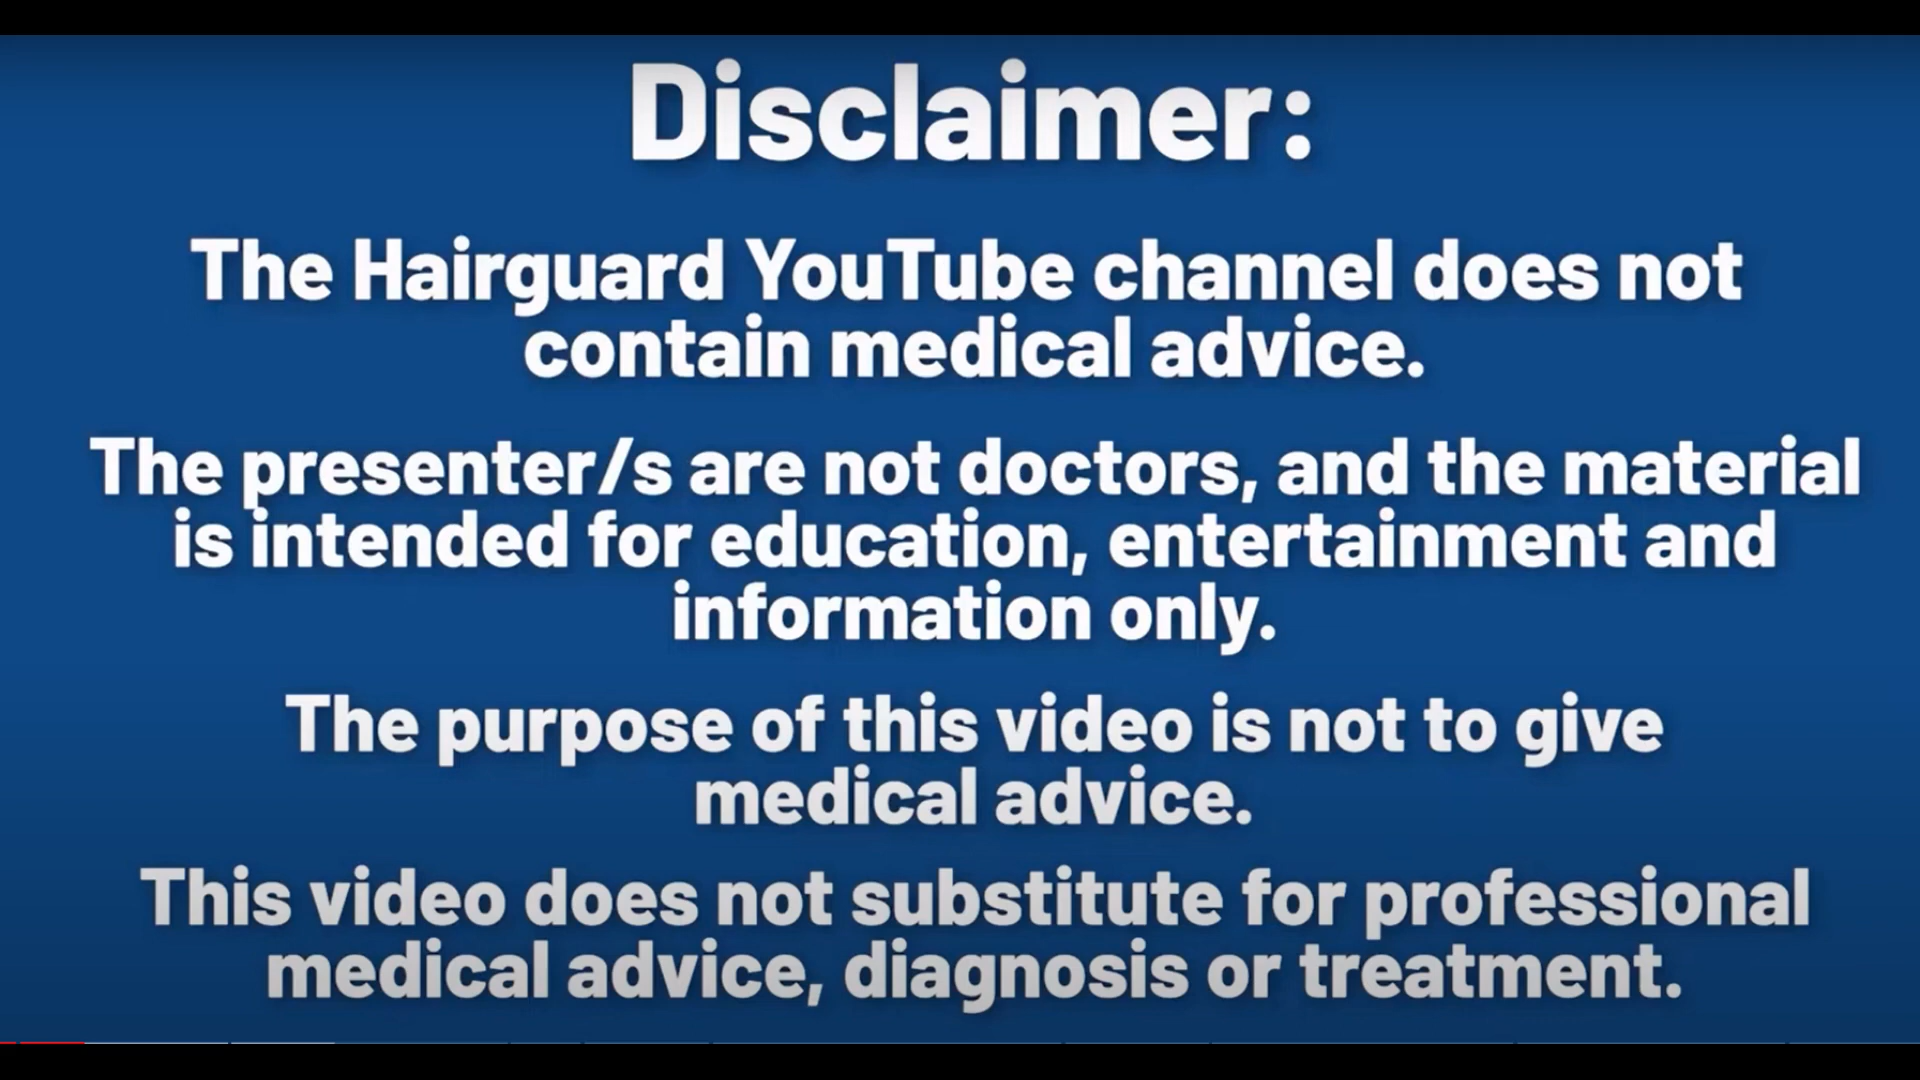 Disclaimer:
The Hairguard YouTube channel does not
contain medical advice.
The presenter/s are not doctors, and the material
is intended for education, entertainment and
information only.
The purpose of this video is not to give
medical advice.
This video does not substitute for professional
medical advice, diagnosis or treatment.